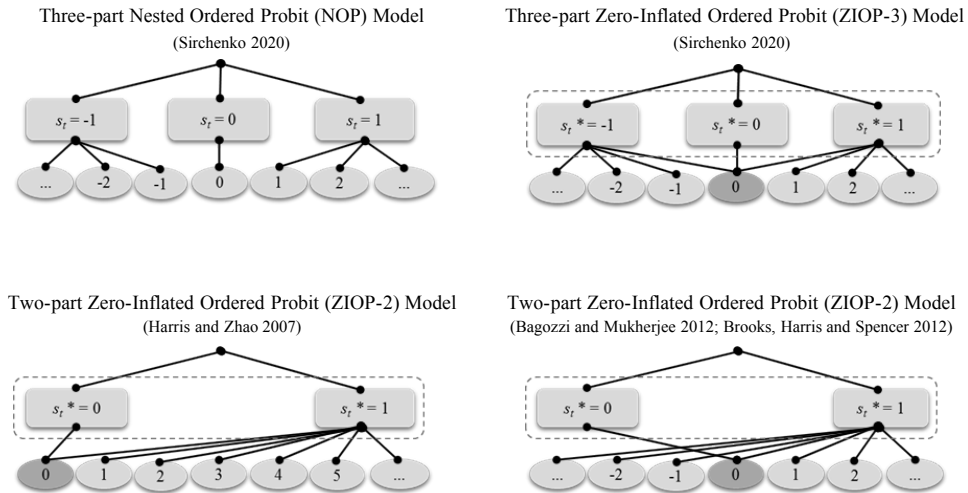 Three-part Nested Ordered Probit (NOP) Model
(Sirchenko 2020)
s_t = -1
s_t = 0
s_t = 1
...
-2
-1
0
1
2
...
Three-part Zero-Inflated Ordered Probit (ZIOP-3) Model
(Sirchenko 2020)
s_t * = -1
s_t * = 0
s_t * = 1
...
-2
-1
0
1
2
...
Two-part Zero-Inflated Ordered Probit (ZIOP-2) Model
(Harris and Zhao 2007)
s_t * = 0
s_t * = 1
0
1
2
3
4
5
...
Two-part Zero-Inflated Ordered Probit (ZIOP-2) Model
(Bagozzi and Mukherjee 2012; Brooks, Harris and Spencer 2012)
s_t * = 0
s_t * = 1
...
-2
-1
0
1
2
...